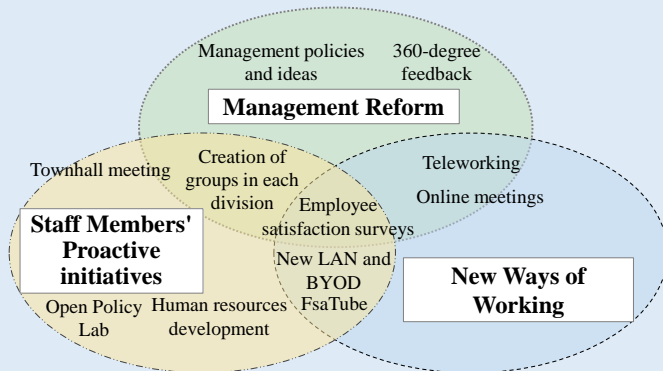 Management policies
and ideas
360-degree
feedback
Management Reform
Townhall meeting
Creation of
groups in each
division
Teleworking
Online meetings
Employee
satisfaction surveys
Staff Members'
Proactive
initiatives
New LAN and
BYOD
FsaTube
New Ways of
Working
Open Policy
Lab
Human resources
development